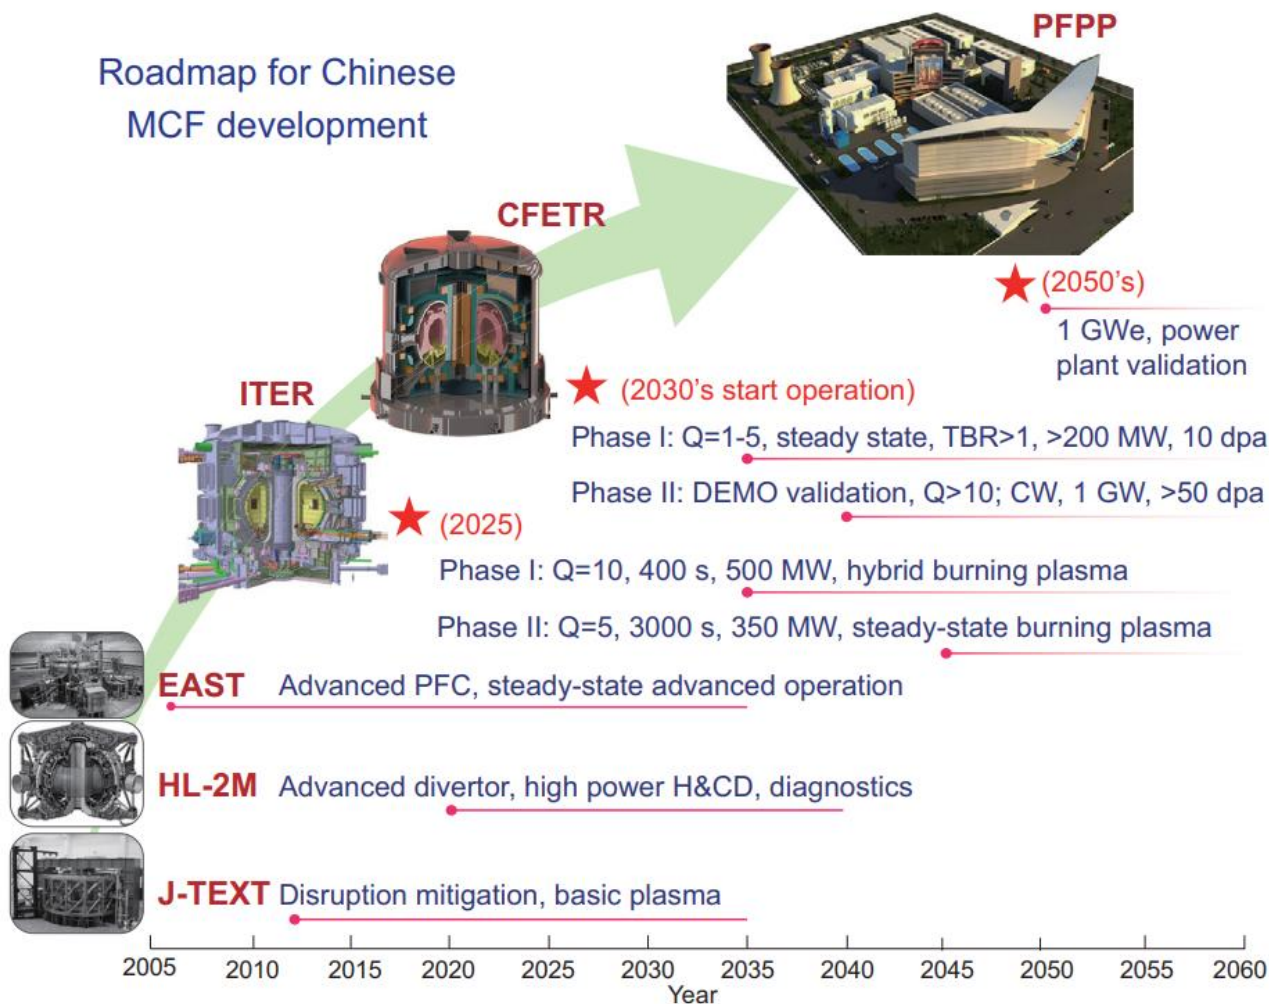 Roadmap for Chinese
MCF development
PFPP
CFETR
(2050's)
1 GWe, power
plant validation
ITER
(2030's start operation)
Phase I: Q=1-5, steady state, TBR>1, >200 MW, 10 dpa
Phase II: DEMO validation, Q>10; CW, 1 GW, >50 dpa
(2025)
Phase I: Q=10, 400 s, 500 MW, hybrid burning plasma
Phase II: Q=5, 3000 s, 350 MW, steady-state burning plasma
EAST Advanced PFC, steady-state advanced operation
HL-2M Advanced divertor, high power H&CD, diagnostics
J-TEXT Disruption mitigation, basic plasma
2005 2010 2015 2020 2025 2030 2035 2040 2045 2050 2055 2060
Year